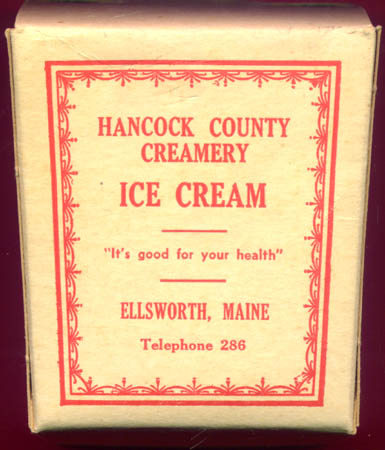 HANCOCK COUNTY
CREAMERY
ICE CREAM
"It's good for your health"
ELLSWORTH, MAINE
Telephone 286